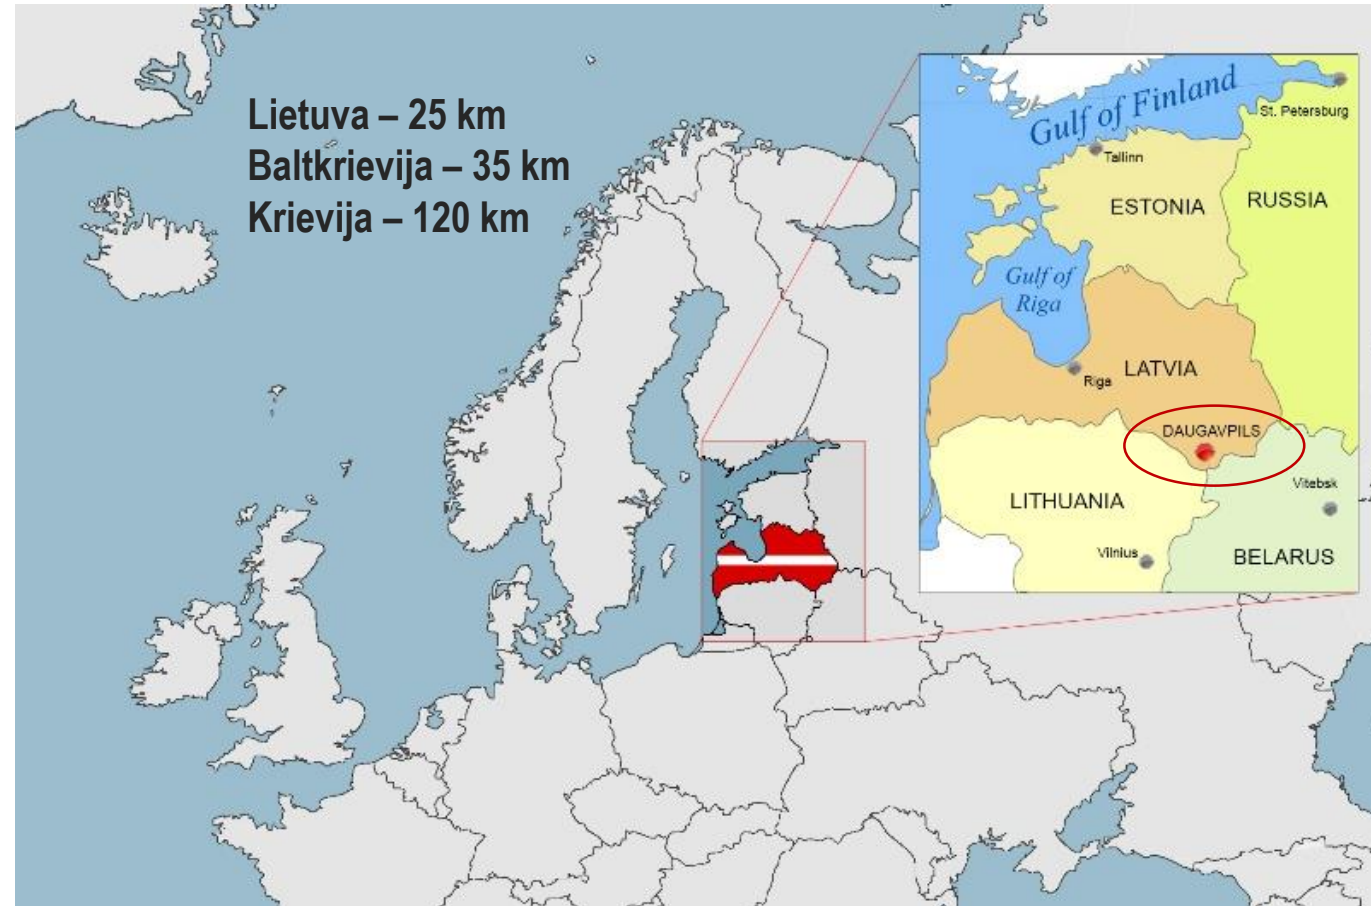 Lietuva – 25 km
Baltkrievija – 35 km
Krievija – 120 km
Gulf of Finland
St. Petersburg
Tallinn
ESTONIA
RUSSIA
Gulf of
Riga
Riga
LATVIA
DAUGAVPILS
LITHUANIA
Vitebsk
Vilnius
BELARUS